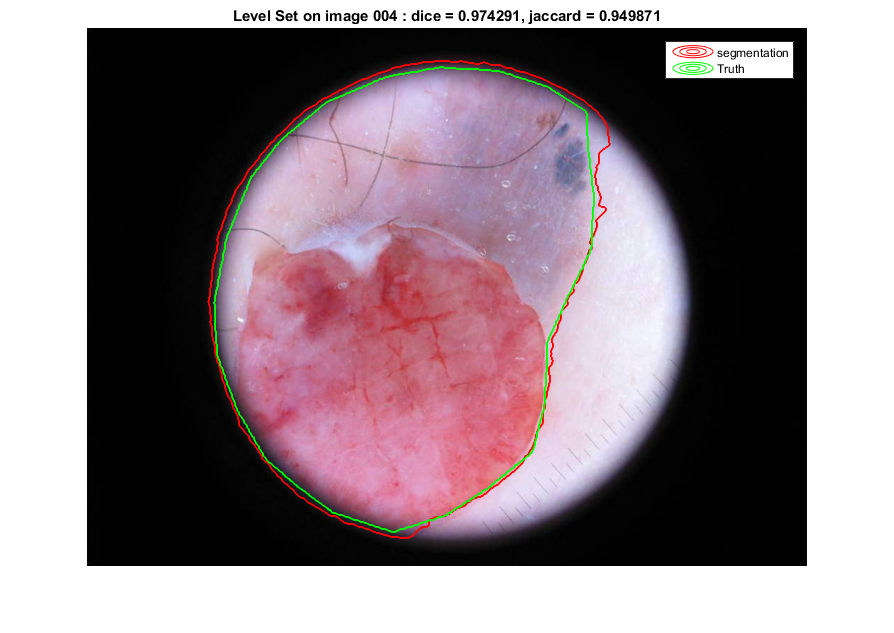 Level Set on image 004 : dice = 0.974291, jaccard = 0.949871
segmentation
Truth